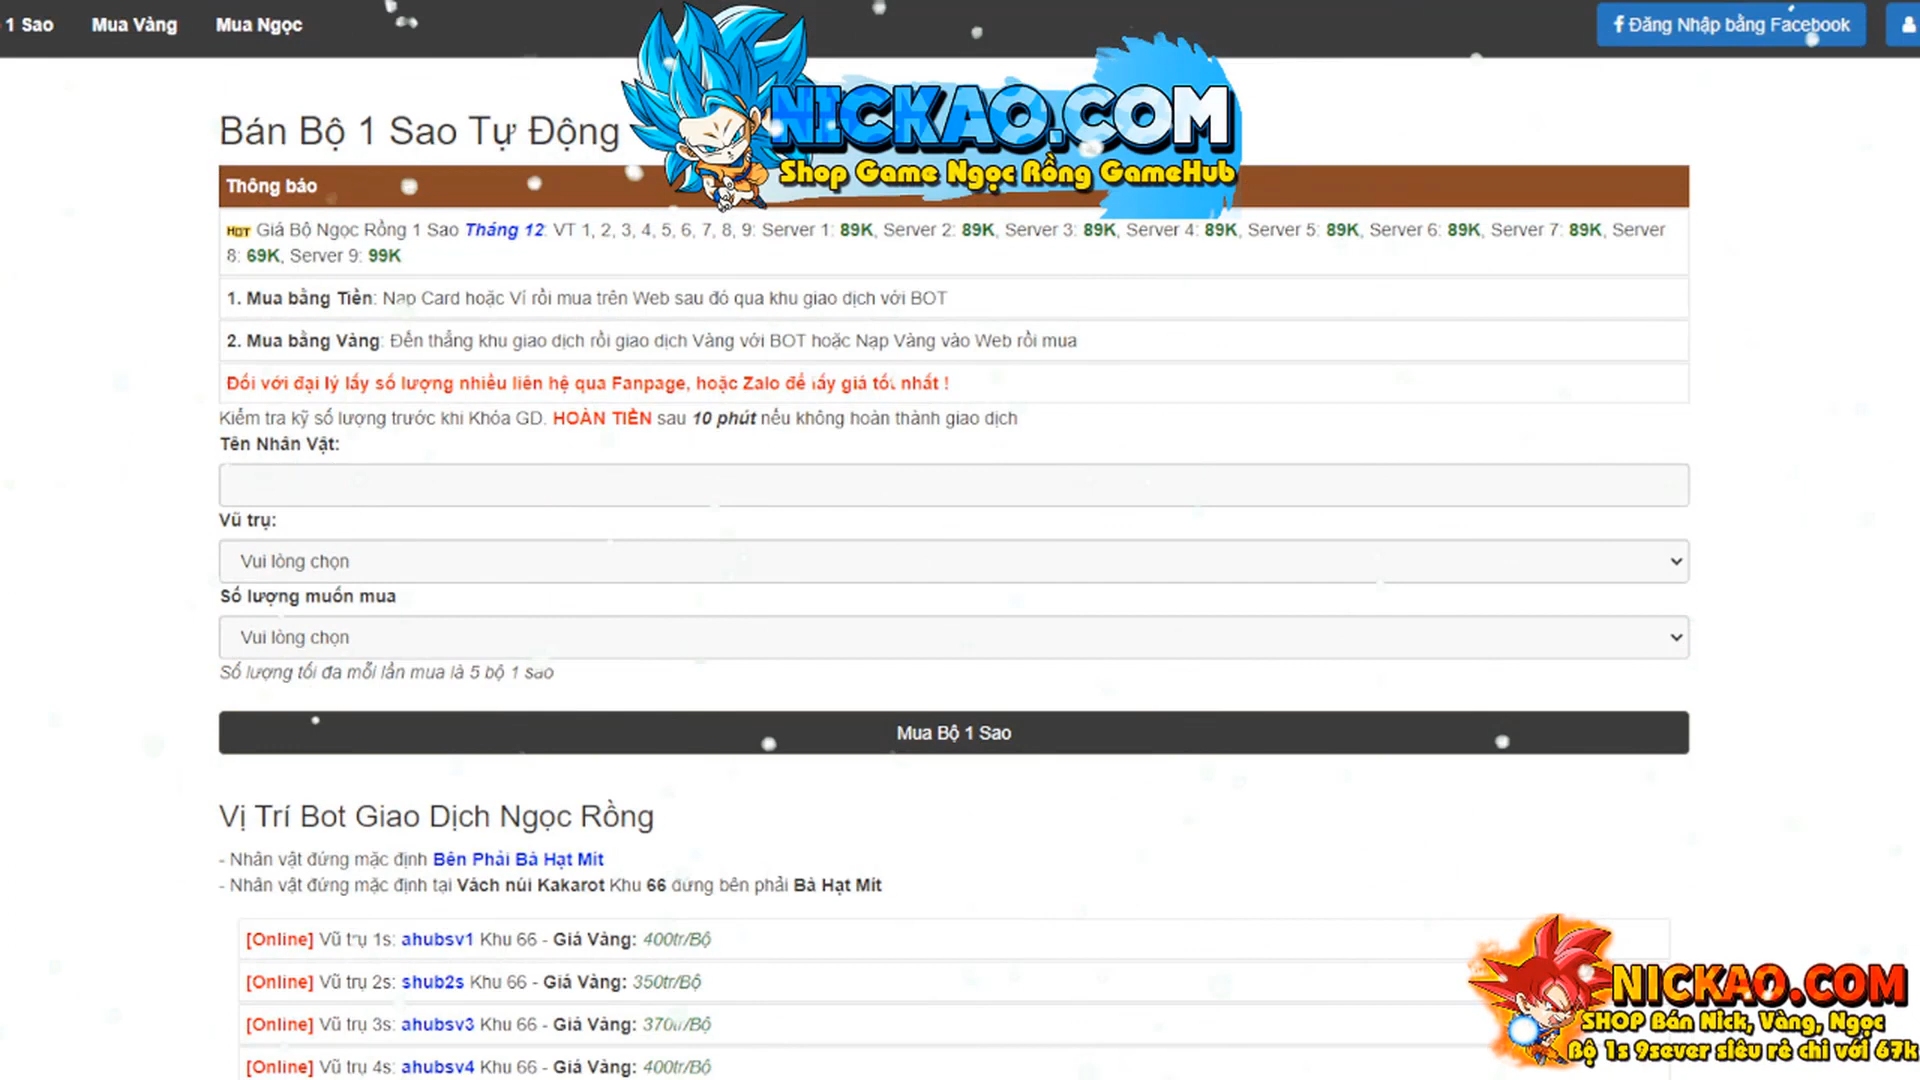 1 Sao Mua Vàng Mua Ngọc
Đăng Nhập bằng Facebook
NICKAO.COM
Shop Game Ngọc Rồng GameHub
Bán Bộ 1 Sao Tự Động
Thông báo
HOT Giá Bộ Ngọc Rồng 1 Sao Tháng 12: VT 1, 2, 3, 4, 5, 6, 7, 8, 9: Server 1: 89K, Server 2: 89K, Server 3: 89K, Server 4: 89K, Server 5: 89K, Server 6: 89K, Server 7: 89K, Server
8: 69K, Server 9: 99K
1. Mua bằng Tiền: Nạp Card hoặc Ví rồi mua trên Web sau đó qua khu giao dịch với BOT
2. Mua bằng Vàng: Đến thẳng khu giao dịch rồi giao dịch Vàng với BOT hoặc Nạp Vàng vào Web rồi mua
Đối với đại lý lấy số lượng nhiều liên hệ qua Fanpage, hoặc Zalo để lấy giá tốt nhất !
Kiểm tra kỹ số lượng trước khi Khóa GD. HOÀN TIỀN sau 10 phút nếu không hoàn thành giao dịch
Tên Nhân Vật:
Vũ trụ:
Vui lòng chọn
Số lượng muốn mua
Vui lòng chọn
Số lượng tối đa mỗi lần mua là 5 bộ 1 sao
Mua Bộ 1 Sao
Vị Trí Bot Giao Dịch Ngọc Rồng
- Nhân vật đứng mặc định Bên Phải Bà Hạt Mít
- Nhân vật đứng mặc định tại Vách núi Kakarot Khu 66 đứng bên phải Bà Hạt Mít
[Online] Vũ trụ 1s: ahubsv1 Khu 66 - Giá Vàng: 400tr/Bộ
[Online] Vũ trụ 2s: shub2s Khu 66 - Giá Vàng: 350tr/Bộ
[Online] Vũ trụ 3s: ahubsv3 Khu 66 - Giá Vàng: 370tr/Bộ
[Online] Vũ trụ 4s: ahubsv4 Khu 66 - Giá Vàng: 400tr/Bộ
NICKAO.COM
SHOP Bán Nick, Vàng, Ngọc
Bộ 1s 9sever siêu rẻ chỉ với 67k